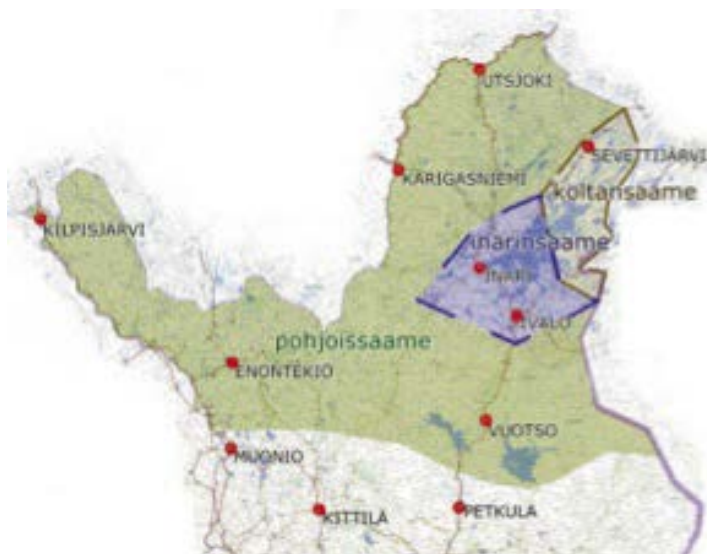 UTSJOKI
SEVETTIJÄRVI
KARIGASNIEMI
koltansaame
KILPISJÄRVI
inarinsaame
INARI
IVALO
pohjoissaame
ENONTEKIÖ
VUOTSO
MUONIO
KITTILÄ
PETKULA